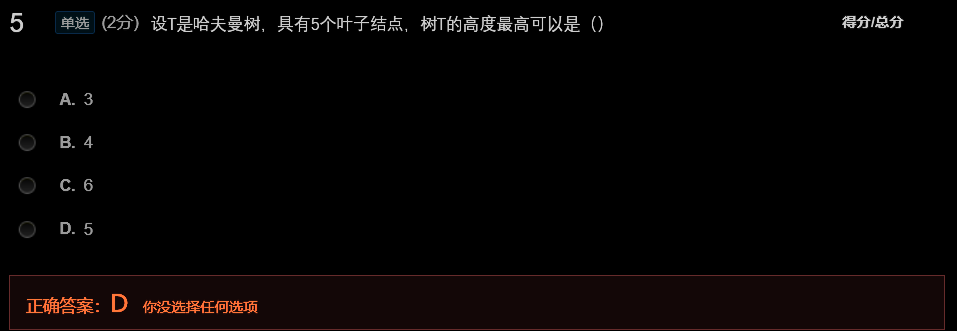 5 单选 (2分) 设T是哈夫曼树，具有5个叶子结点，树T的高度最高可以是（） 得分/总分
A. 3
B. 4
C. 6
D. 5
正确答案：D 你没选择任何选项